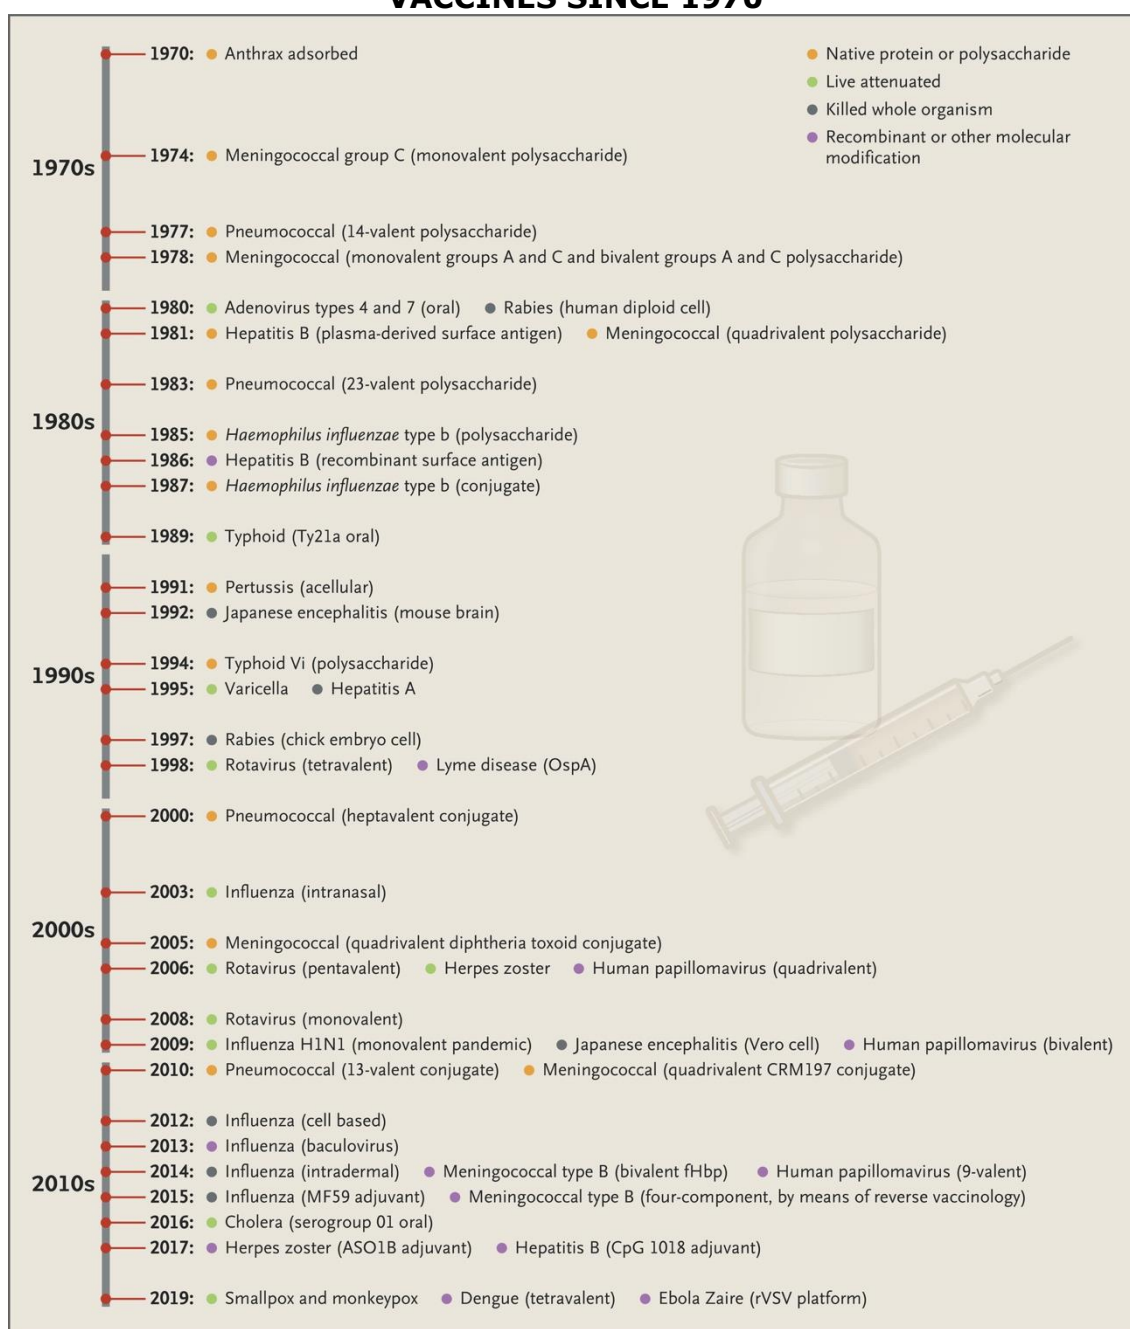 VACCINES SINCE 1970
1970: Anthrax adsorbed
Native protein or polysaccharide
Live attenuated
Killed whole organism
Recombinant or other molecular
modification
1974: Meningococcal group C (monovalent polysaccharide)
1970s
1977: Pneumococcal (14-valent polysaccharide)
1978: Meningococcal (monovalent groups A and C and bivalent groups A and C polysaccharide)
1980: Adenovirus types 4 and 7 (oral) Rabies (human diploid cell)
1981: Hepatitis B (plasma-derived surface antigen) Meningococcal (quadrivalent polysaccharide)
1983: Pneumococcal (23-valent polysaccharide)
1980s
1985: Haemophilus influenzae type b (polysaccharide)
1986: Hepatitis B (recombinant surface antigen)
1987: Haemophilus influenzae type b (conjugate)
1989: Typhoid (Ty21a oral)
1991: Pertussis (acellular)
1992: Japanese encephalitis (mouse brain)
1994: Typhoid Vi (polysaccharide)
1990s
1995: Varicella Hepatitis A
1997: Rabies (chick embryo cell)
1998: Rotavirus (tetravalent) Lyme disease (OspA)
2000: Pneumococcal (heptavalent conjugate)
2003: Influenza (intranasal)
2000s
2005: Meningococcal (quadrivalent diphtheria toxoid conjugate)
2006: Rotavirus (pentavalent) Herpes zoster Human papillomavirus (quadrivalent)
2008: Rotavirus (monovalent)
2009: Influenza H1N1 (monovalent pandemic) Japanese encephalitis (Vero cell) Human papillomavirus (bivalent)
2010: Pneumococcal (13-valent conjugate) Meningococcal (quadrivalent CRM197 conjugate)
2012: Influenza (cell based)
2013: Influenza (baculovirus)
2014: Influenza (intradermal) Meningococcal type B (bivalent fHbp) Human papillomavirus (9-valent)
2010s
2015: Influenza (MF59 adjuvant) Meningococcal type B (four-component, by means of reverse vaccinology)
2016: Cholera (serogroup 01 oral)
2017: Herpes zoster (ASO1B adjuvant) Hepatitis B (CpG 1018 adjuvant)
2019: Smallpox and monkeypox Dengue (tetravalent) Ebola Zaire (rVSV platform)